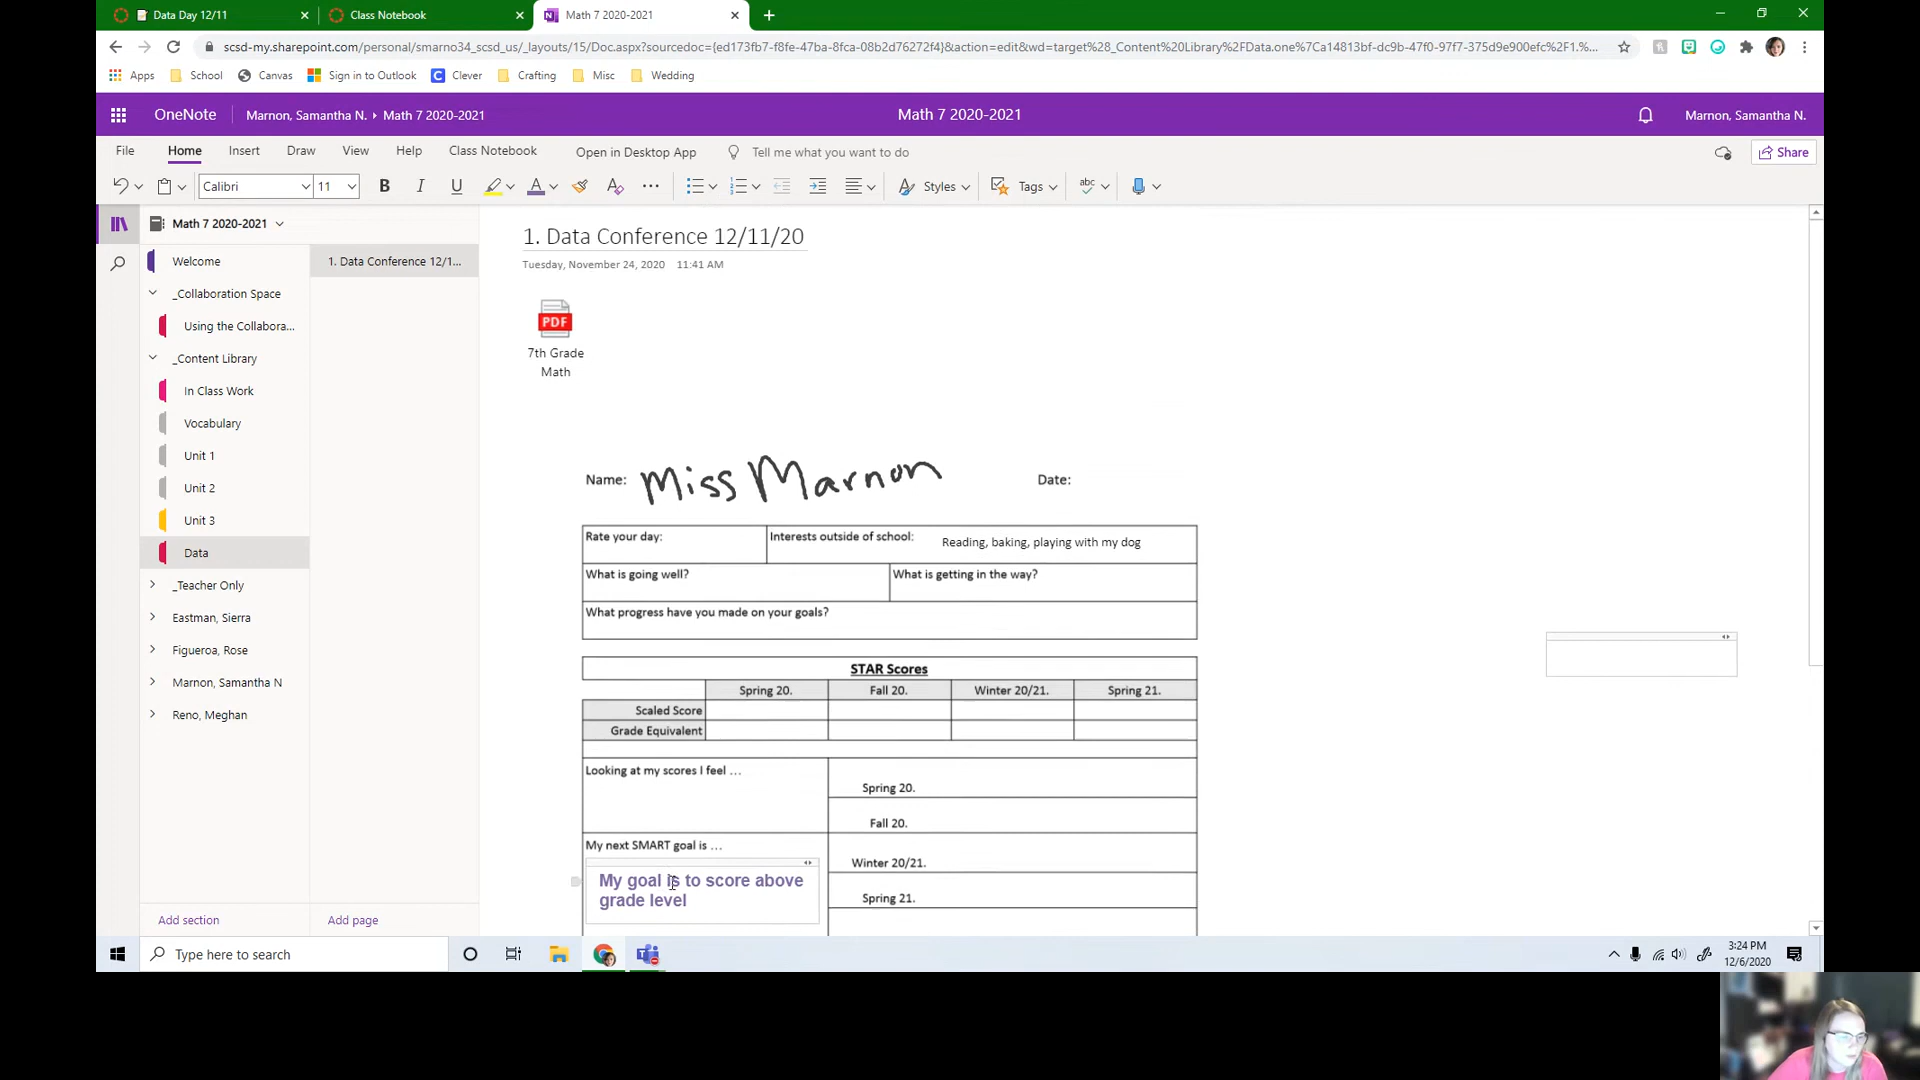 Data Day 12/11
Class Notebook
Math 7 2020-2021
scsd-my.sharepoint.com/personal/smarno34_scsd_us/_layouts/15/Doc.aspx?sourcedoc={ed173fb7-f8fe-47ba-8fca-08b2d76272f4}&action=edit&wd=target%28_Content%20Library%2FData.one%7Ca14813bf-dc9b-47f0-97f7-375d9e900efc%2F1.%...
Apps School Canvas Sign in to Outlook Clever Crafting Misc Wedding
OneNote Marnon, Samantha N. Math 7 2020-2021 Math 7 2020-2021 Marnon, Samantha N.
File Home Insert Draw View Help Class Notebook Open in Desktop App Tell me what you want to do Share
Calibri 11 B I U A Styles Tags abc
Math 7 2020-2021
Welcome
_Collaboration Space
Using the Collabora...
_Content Library
In Class Work
Vocabulary
Unit 1
Unit 2
Unit 3
Data
_Teacher Only
Eastman, Sierra
Figueroa, Rose
Marnon, Samantha N
Reno, Meghan
Add section
1. Data Conference 12/1...
Add page
1. Data Conference 12/11/20
Tuesday, November 24, 2020 11:41 AM
PDF
7th Grade
Math
Name: Miss Marnon Date:
Rate your day: Interests outside of school: Reading, baking, playing with my dog
What is going well? What is getting in the way?
What progress have you made on your goals?
STAR Scores
Spring 20. Fall 20. Winter 20/21. Spring 21.
Scaled Score
Grade Equivalent
Looking at my scores I feel ...
Spring 20.
Fall 20.
My next SMART goal is ...
Winter 20/21.
My goal is to score above
grade level
Spring 21.
Type here to search
3:24 PM
12/6/2020